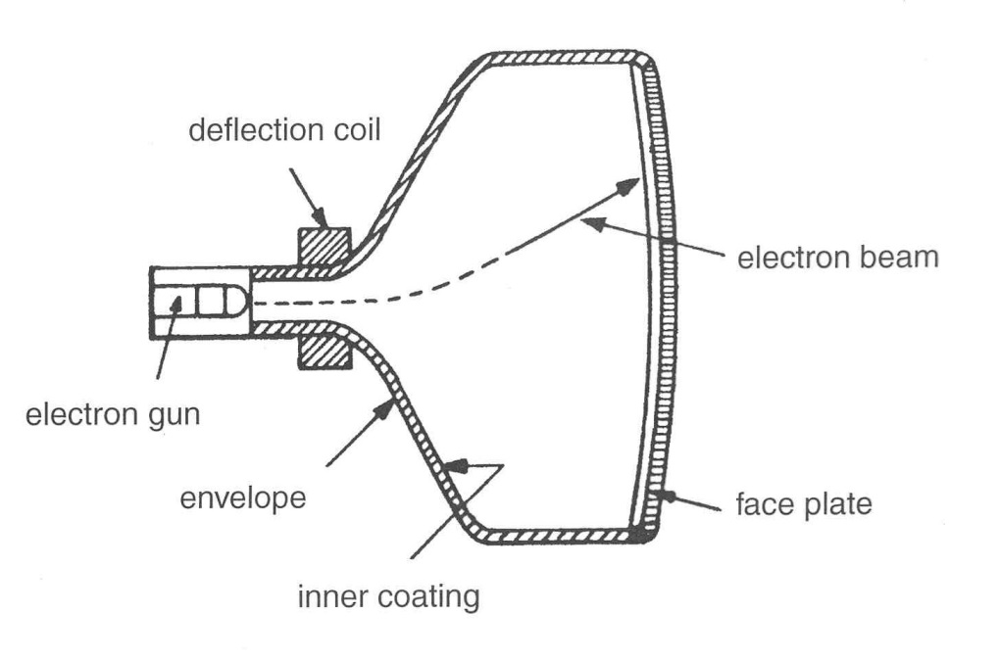 deflection coil
electron beam
electron gun
envelope
face plate
inner coating